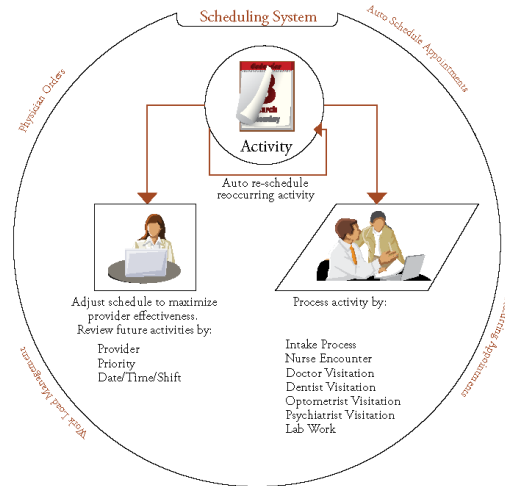 Scheduling System
Auto Schedule Appointments
Physician Orders
Activity
Auto re-schedule
reoccurring activity
Adjust schedule to maximize
provider effectiveness.
Review future activities by:
Provider
Priority
Date/Time/Shift
Process activity by:
Intake Process
Nurse Encounter
Doctor Visitation
Dentist Visitation
Optometrist Visitation
Psychiatrist Visitation
Lab Work
Work Load Management
Appointments